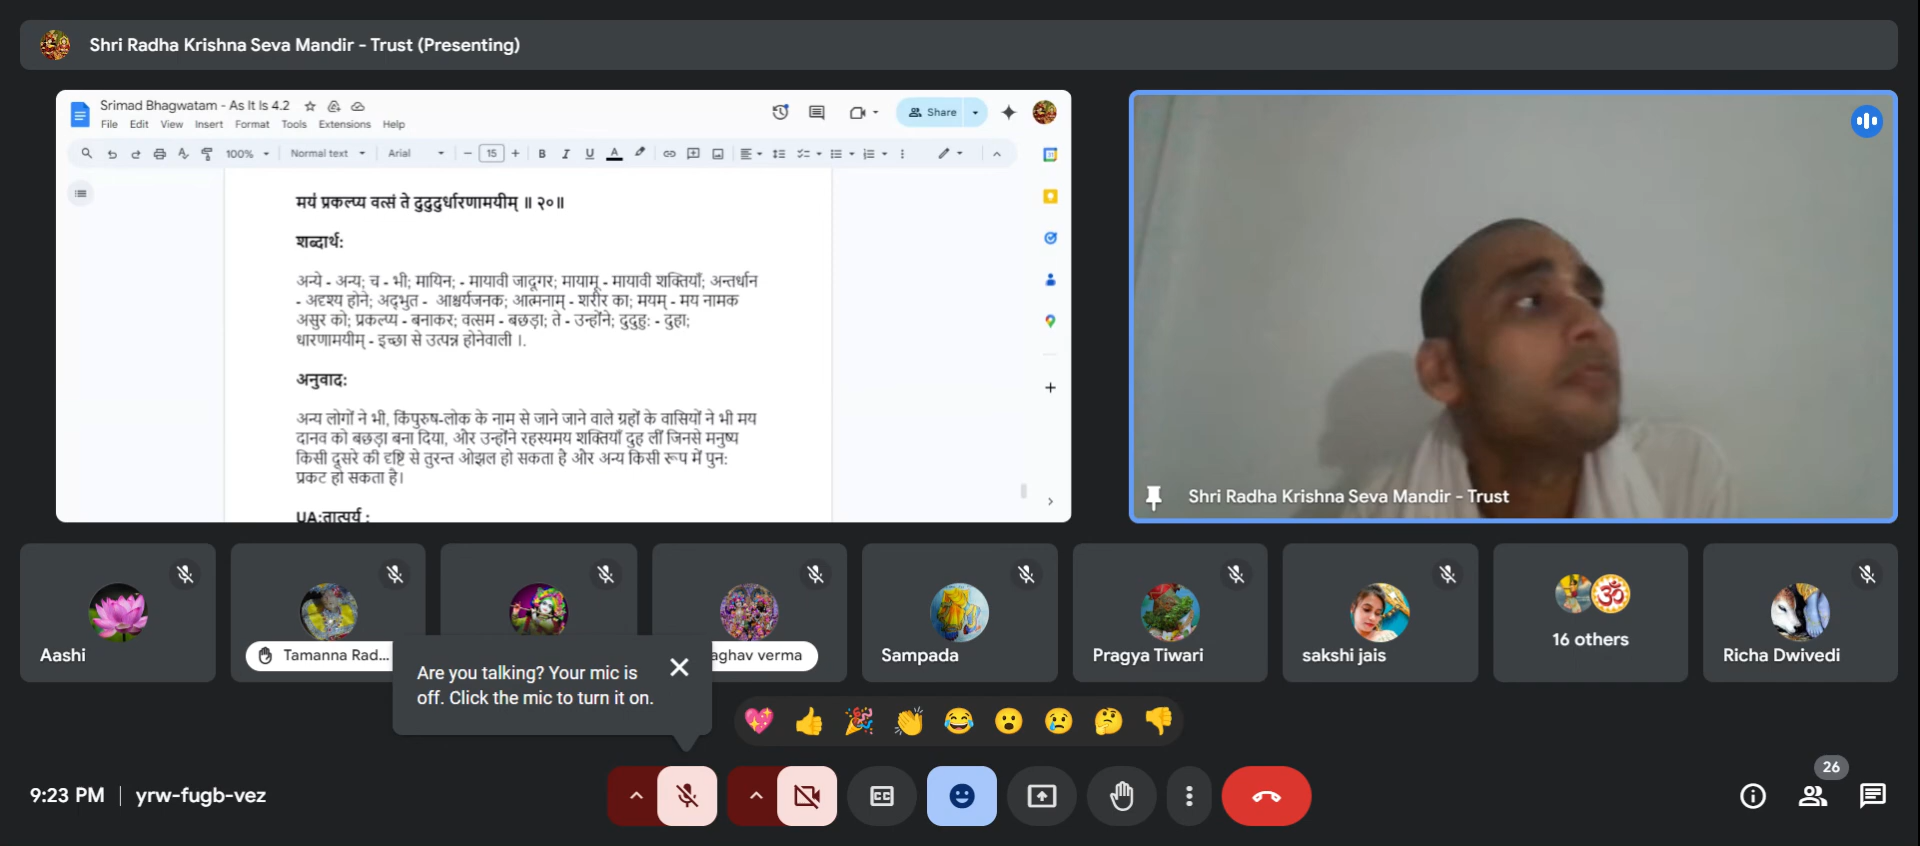 Shri Radha Krishna Seva Mandir - Trust (Presenting)
Srimad Bhagwatam - As It Is 4.2
File Edit View Insert Format Tools Extensions Help
Share
100% Normal text Arial 15 B I U A
मयं प्रकल्प्य वत्सं ते दुदुदुर्धारणामयीम् ॥ २०॥
शब्दार्थ:
अन्ये - अन्य; च - भी; मायिन; - मायावी जादूगर; मायामू - मायावी शक्तियाँ; अन्तर्धान
- अदृश्य होने; अद्भुत - आश्चर्यजनक; आत्मनाम् - शरीर का; मयम् - मय नामक
असुर को; प्रकल्प्य - बनाकर; वत्सम - बछड़ा; ते - उन्होंने; दुदुहुः - दुहा;
धारणामयीम् - इच्छा से उत्पन्न होनेवाली ।.
अनुवाद:
अन्य लोगों ने भी, किंपुरुष-लोक के नाम से जाने जाने वाले ग्रहों के वासियों ने भी मय
दानव को बछड़ा बना दिया, और उन्होंने रहस्यमय शक्तियाँ दुह लीं जिनसे मनुष्य
किसी दूसरे की दृष्टि से तुरन्त ओझल हो सकता है और अन्य किसी रूप में पुन:
प्रकट हो सकता है।
UA:तात्पर्य :
Shri Radha Krishna Seva Mandir - Trust
Aashi
Tamanna Rad...
aghav verma
Sampada
Pragya Tiwari
sakshi jais
16 others
Richa Dwivedi
Are you talking? Your mic is
off. Click the mic to turn it on.
9:23 PM | yrw-fugb-vez
CC
26